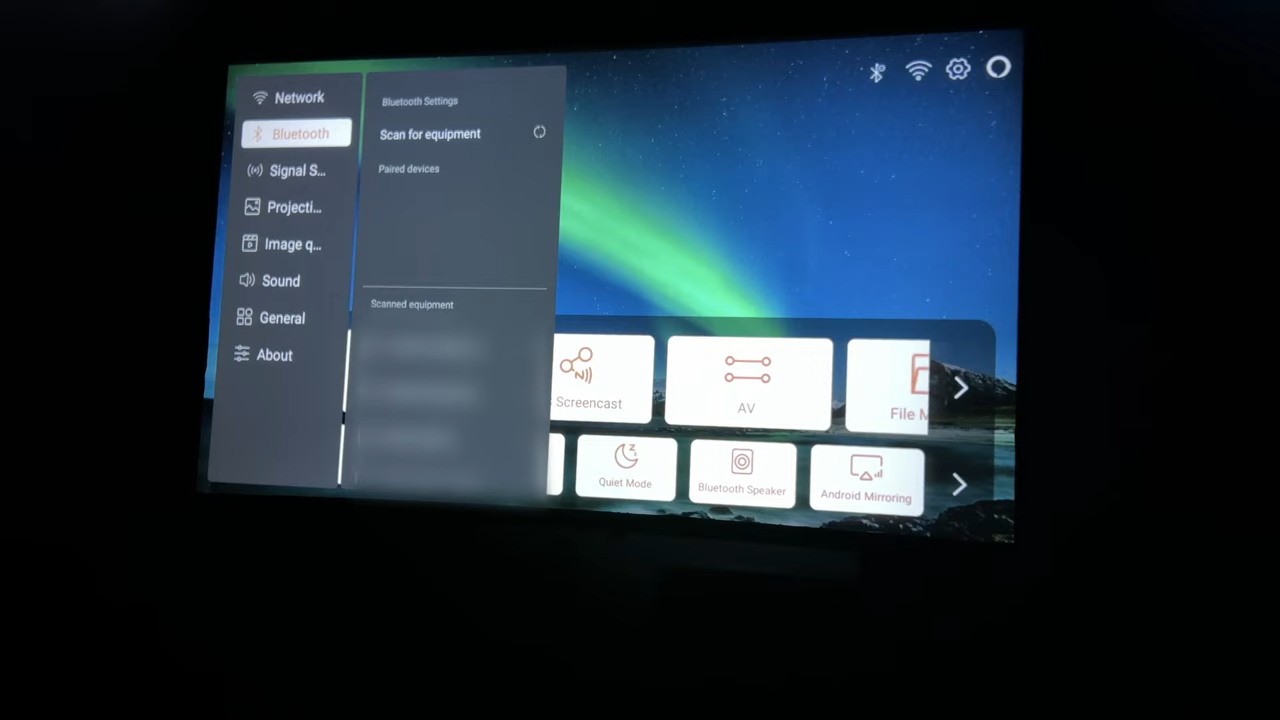 Network
Bluetooth
Signal S...
Projecti...
Image q...
Sound
General
About
Bluetooth Settings
Scan for equipment
Paired devices
Scanned equipment
Screencast
AV
File M
Quiet Mode
Bluetooth Speaker
Android Mirroring